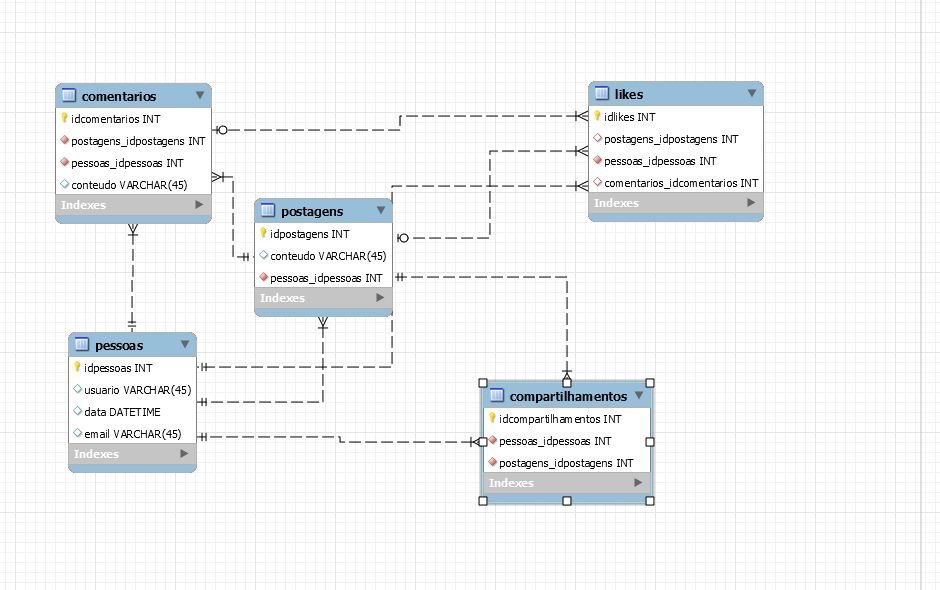 comentarios
idcomentarios INT
postagens_idpostagens INT
pessoas_idpessoas INT
conteudo VARCHAR(45)
Indexes
likes
idlikes INT
postagens_idpostagens INT
pessoas_idpessoas INT
comentarios_idcomentarios INT
Indexes
postagens
idpostagens INT
conteudo VARCHAR(45)
pessoas_idpessoas INT
Indexes
pessoas
idpessoas INT
usuario VARCHAR(45)
data DATETIME
email VARCHAR(45)
Indexes
compartilhamentos
idcompartilhamentos INT
pessoas_idpessoas INT
postagens_idpostagens INT
Indexes